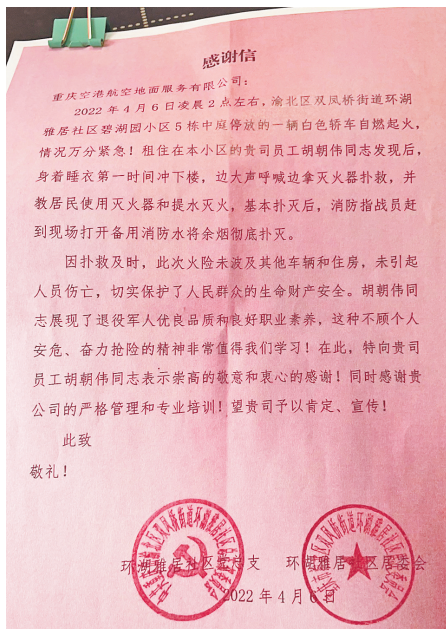 感谢信
重庆空港航空地面服务有限公司：
2022年4月6日凌晨2点左右，渝北区双凤桥街道环湖
雅居社区碧湖园小区5栋中庭停放的一辆白色轿车自燃起火，
情况万分紧急！租住在本小区的贵司员工胡朝伟同志发现后，
身着睡衣第一时间冲下楼，边大声呼喊边拿灭火器扑救，并
教居民使用灭火器和提水灭火，基本扑灭后，消防指战员赶
到现场打开备用消防水将余烟彻底扑灭。
因扑救及时，此次火险未波及其他车辆和住房，未引起
人员伤亡，切实保护了人民群众的生命财产安全。胡朝伟同
志展现了退役军人优良品质和良好职业素养，这种不顾个人
安危、奋力抢险的精神非常值得我们学习！在此，特向贵司
员工胡朝伟同志表示崇高的敬意和衷心的感谢！同时感谢贵
公司的严格管理和专业培训！望贵司予以肯定、宣传！
此致
敬礼！
环湖雅居社区党总支 环湖雅居社区居委会
2022年4月6日